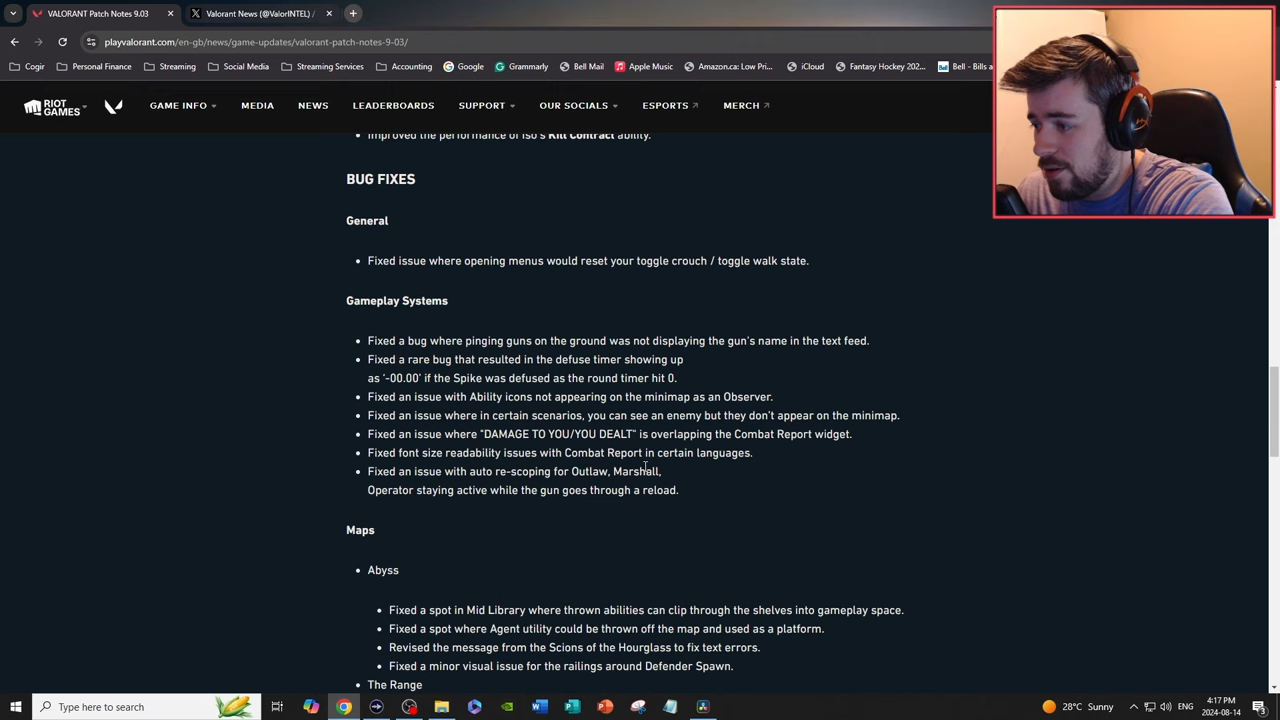 VALORANT Patch Notes 9.03
Valorant News (@ValorINTEL) /
playvalorant.com/en-gb/news/game-updates/valorant-patch-notes-9-03/
Cogir
Personal Finance
Streaming
Social Media
Streaming Services
Accounting
Google
Grammarly
Bell Mail
Apple Music
Amazon.ca: Low Pri...
iCloud
Fantasy Hockey 202...
Bell – Bills a
RIOT GAMES
GAME INFO
MEDIA
NEWS
LEADERBOARDS
SUPPORT
OUR SOCIALS
ESPORTS
MERCH
Improved the performance of Iso's Kill Contract ability.
BUG FIXES
General
Fixed issue where opening menus would reset your toggle crouch / toggle walk state.
Gameplay Systems
Fixed a bug where pinging guns on the ground was not displaying the gun's name in the text feed.
Fixed a rare bug that resulted in the defuse timer showing up
as '-00.00' if the Spike was defused as the round timer hit 0.
Fixed an issue with Ability icons not appearing on the minimap as an Observer.
Fixed an issue where in certain scenarios, you can see an enemy but they don't appear on the minimap.
Fixed an issue where "DAMAGE TO YOU/YOU DEALT" is overlapping the Combat Report widget.
Fixed font size readability issues with Combat Report in certain languages.
Fixed an issue with auto re-scoping for Outlaw, Marshall,
Operator staying active while the gun goes through a reload.
Maps
Abyss
Fixed a spot in Mid Library where thrown abilities can clip through the shelves into gameplay space.
Fixed a spot where Agent utility could be thrown off the map and used as a platform.
Revised the message from the Scions of the Hourglass to fix text errors.
Fixed a minor visual issue for the railings around Defender Spawn.
The Range
Type here to search
28°C Sunny
ENG
4:17 PM
2024-08-14